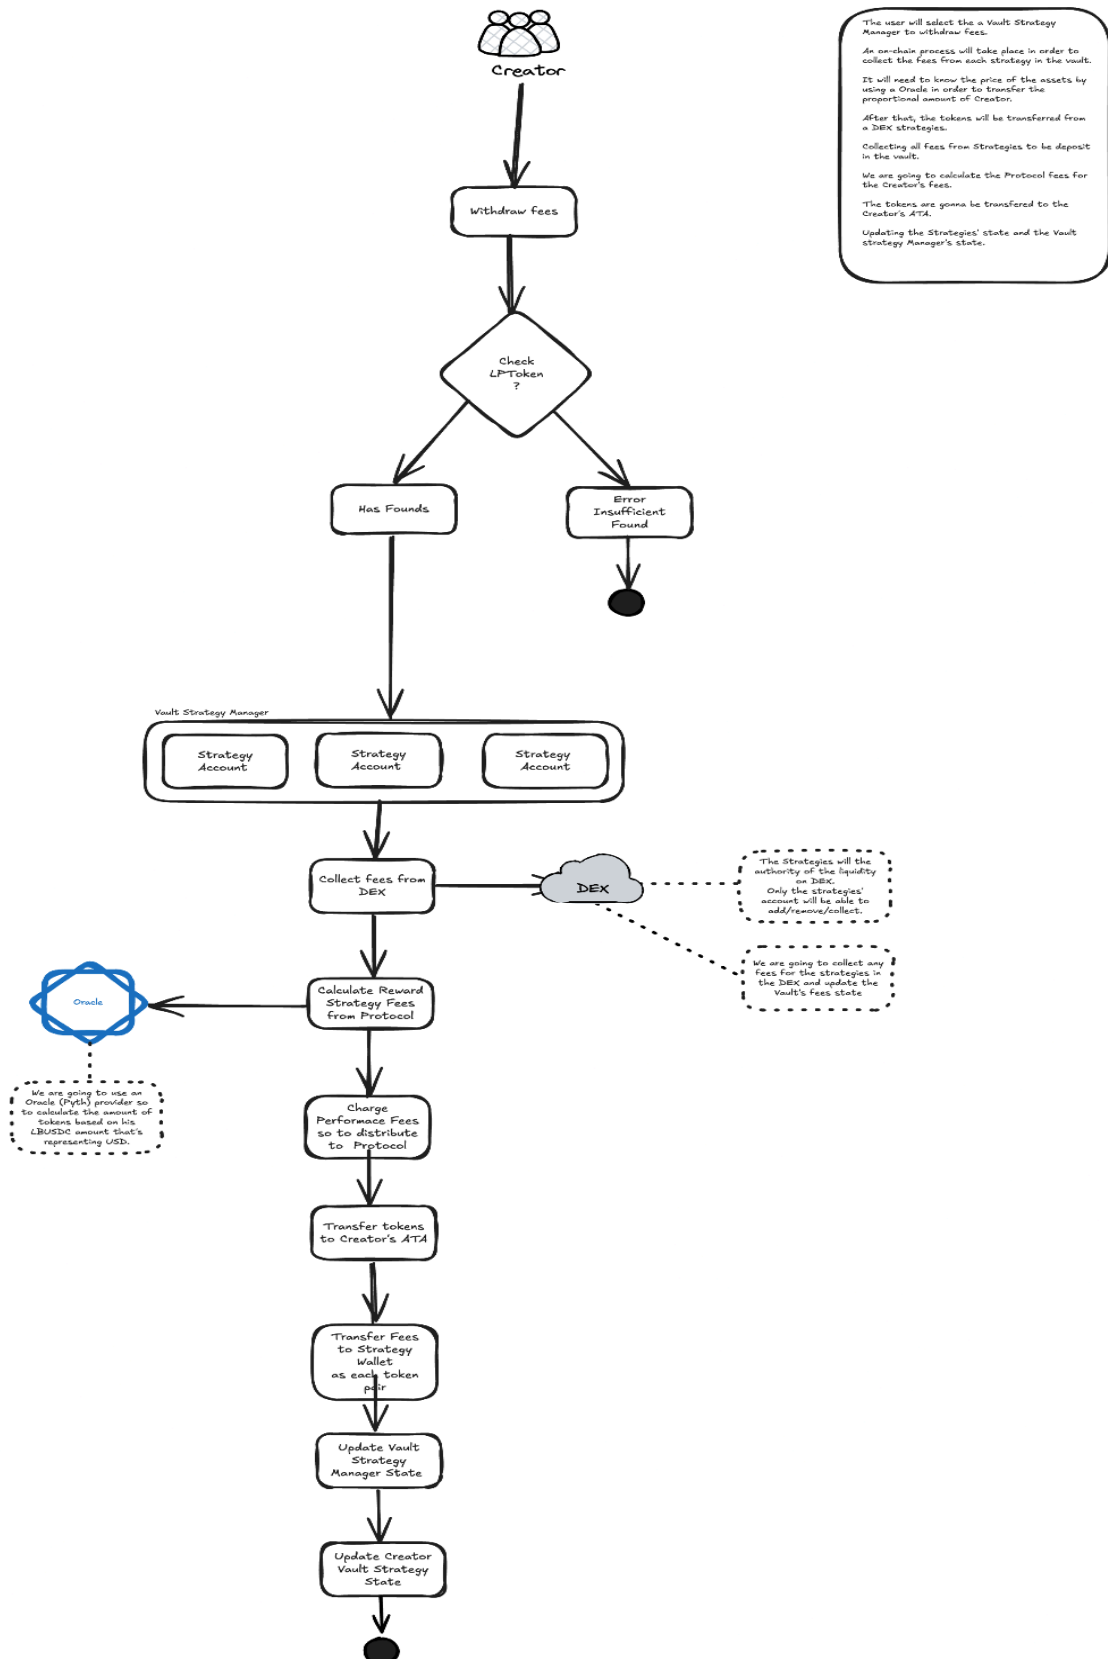 Creator
The user will select the a Vault Strategy
Manager to withdraw fees.
An on-chain process will take place in order to
collect the fees from each strategy in the vault.
It will need to know the price of the assets by
using a Oracle in order to transfer the
proportional amount of Creator.
After that, the tokens will be transferred from
a DEX strategies.
Collecting all fees from Strategies to be deposit
in the vault.
We are going to calculate the Protocol fees for
the Creator's fees.
The tokens are gonna be transfered to the
Creator's ATA.
Updating the Strategies' state and the Vault
strategy Manager's state.
Withdraw fees
Check
LPToken
?
Has Founds
Error
Insufficient
Found
Vault Strategy Manager
Strategy
Account
Strategy
Account
Strategy
Account
Collect fees from
DEX
DEX
The Strategies will the
authority of the liquidity
on DEX.
Only the strategies'
account will be able to
add/remove/collect.
We are going to collect any
fees for the strategies in
the DEX and update the
Vault's fees state
Calculate Reward
Strategy Fees
from Protocol
Oracle
We are going to use an
Oracle (Pyth) provider so
to calculate the amount of
tokens based on his
LBUSDC amount that's
representing USD.
Charge
Performace Fees
so to distribute
to Protocol
Transfer tokens
to Creator's ATA
Transfer Fees
to Strategy
Wallet
as each token
pair
Update Vault
Strategy
Manager State
Update Creator
Vault Strategy
State